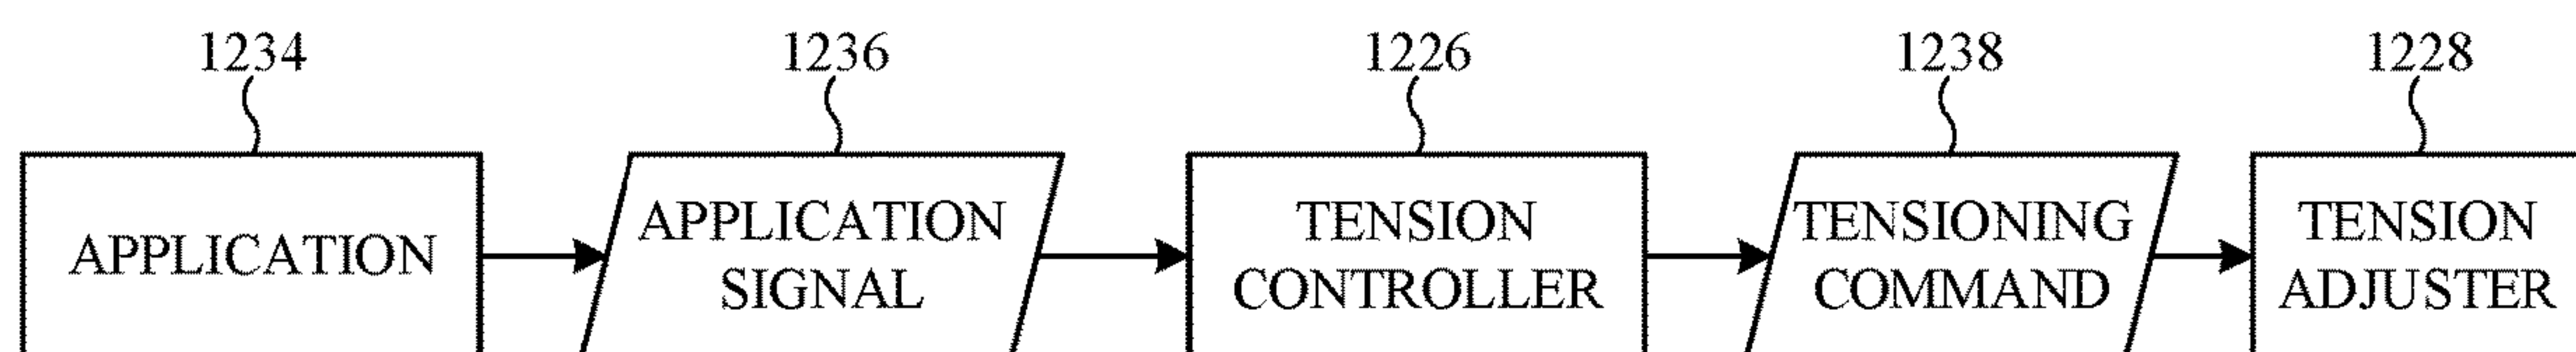 1234
1236
1226
1238
1228
APPLICATION
APPLICATION
SIGNAL
TENSION
CONTROLLER
TENSIONING
COMMAND
TENSION
ADJUSTER